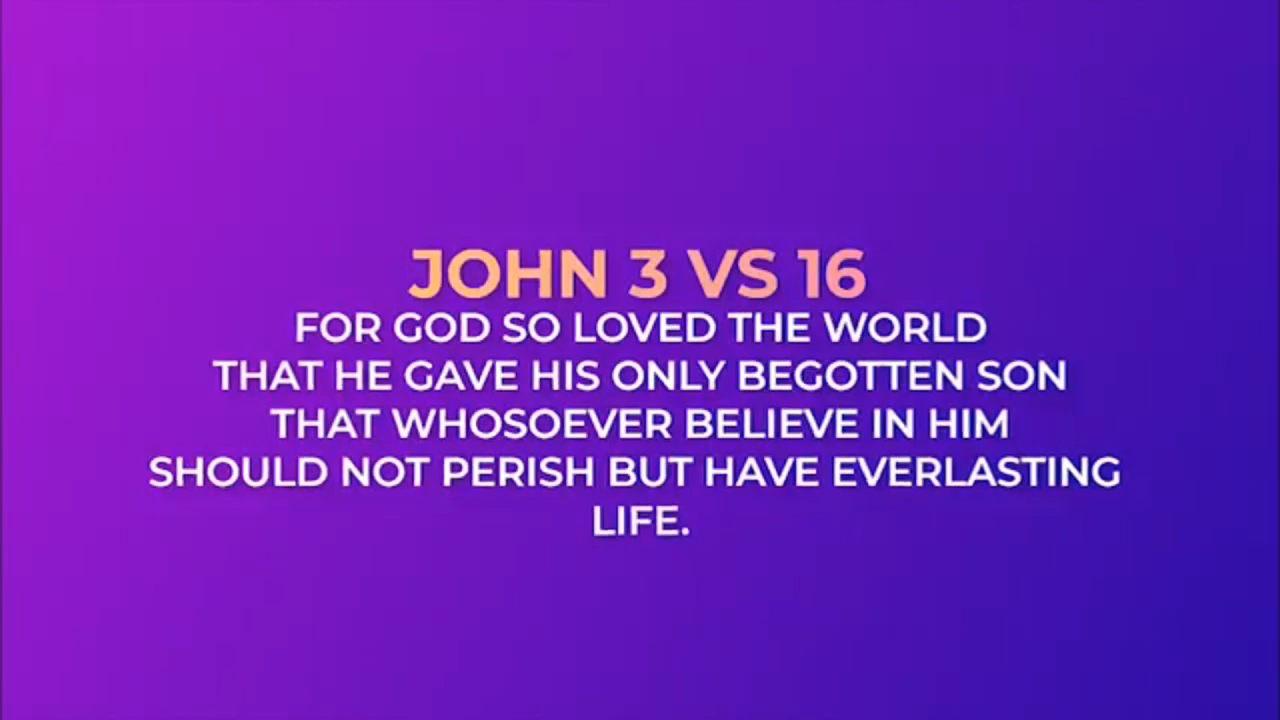 JOHN 3 VS 16
FOR GOD SO LOVED THE WORLD
THAT HE GAVE HIS ONLY BEGOTTEN SON
THAT WHOSOEVER BELIEVE IN HIM
SHOULD NOT PERISH BUT HAVE EVERLASTING
LIFE.